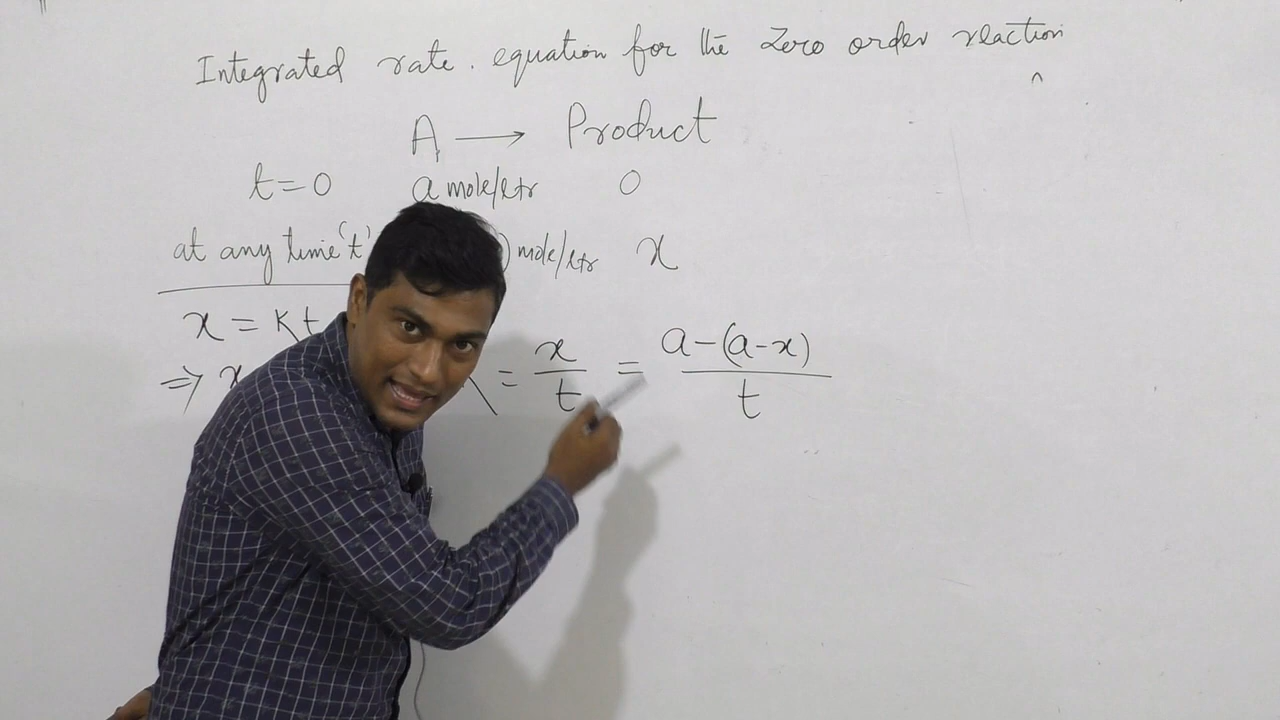 Integrated rate . equation for the Zero order reaction
^
A ⟶ Product
t = 0 a mole/ltr 0
at any time 't' ) mole/ltr x
x = Kt
⇒ x = x/t = a-(a-x)/t